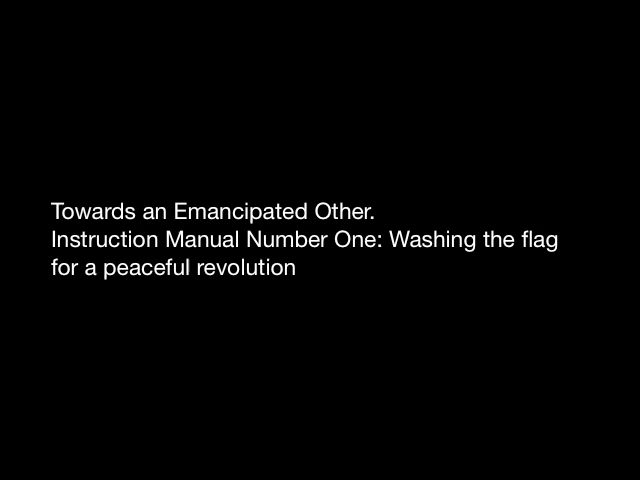 Towards an Emancipated Other.
Instruction Manual Number One: Washing the flag
for a peaceful revolution